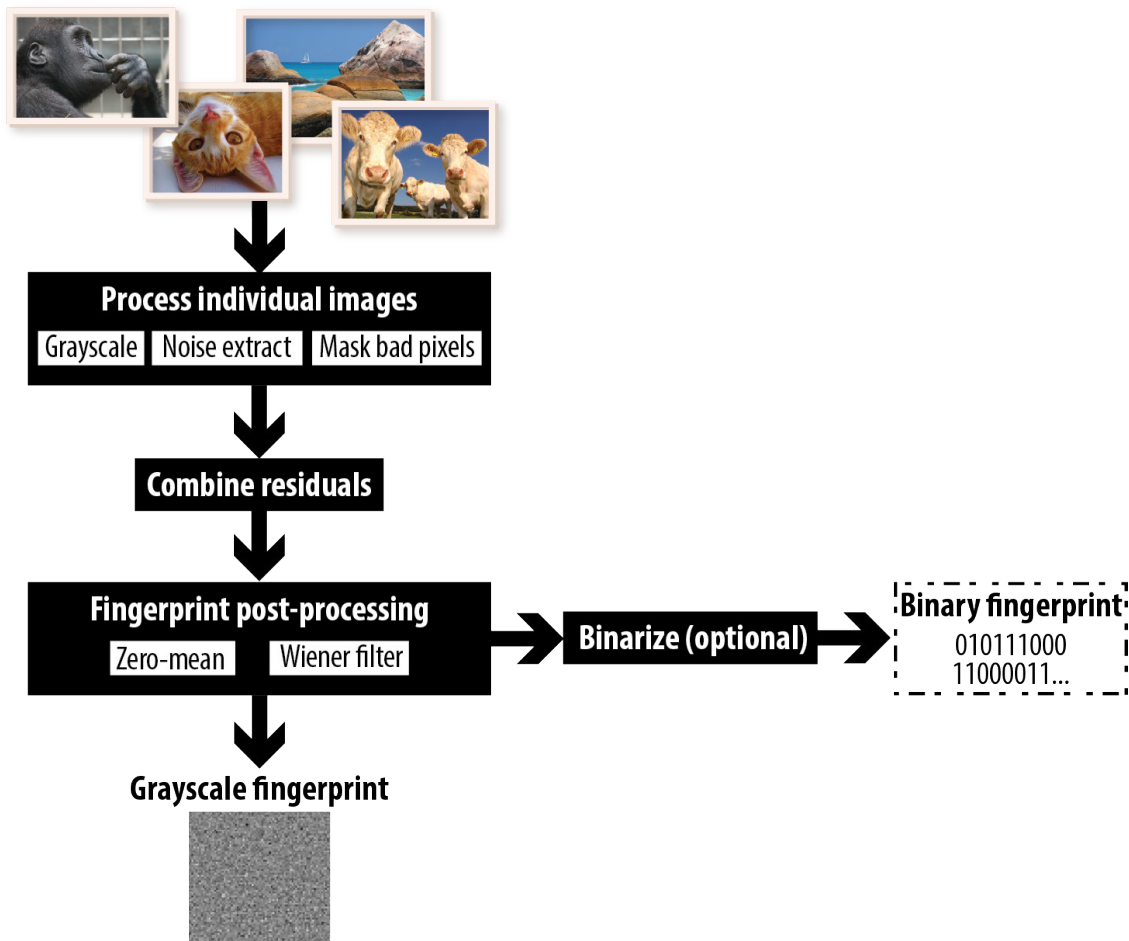 Process individual images
Grayscale
Noise extract
Mask bad pixels
Combine residuals
Fingerprint post-processing
Zero-mean
Wiener filter
Binarize (optional)
Binary fingerprint
010111000
11000011...
Grayscale fingerprint